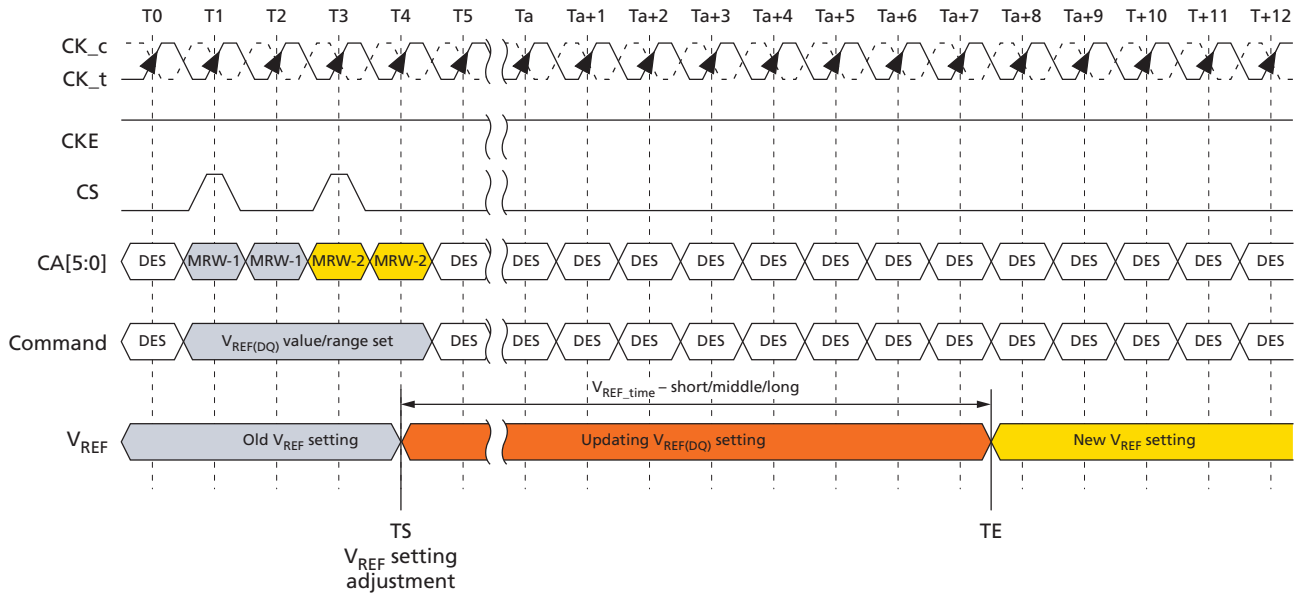 T0 T1 T2 T3 T4 T5 Ta Ta+1 Ta+2 Ta+3 Ta+4 Ta+5 Ta+6 Ta+7 Ta+8 Ta+9 T+10 T+11 T+12
CK_c
CK_t
CKE
CS
CA[5:0] DES MRW-1 MRW-1 MRW-2 MRW-2 DES DES DES DES DES DES DES DES DES DES DES DES DES DES
Command DES VREF(DQ) value/range set DES DES DES DES DES DES DES DES DES DES DES DES DES DES
VREF_time – short/middle/long
VREF Old VREF setting Updating VREF(DQ) setting New VREF setting
TS TE
VREF setting
adjustment